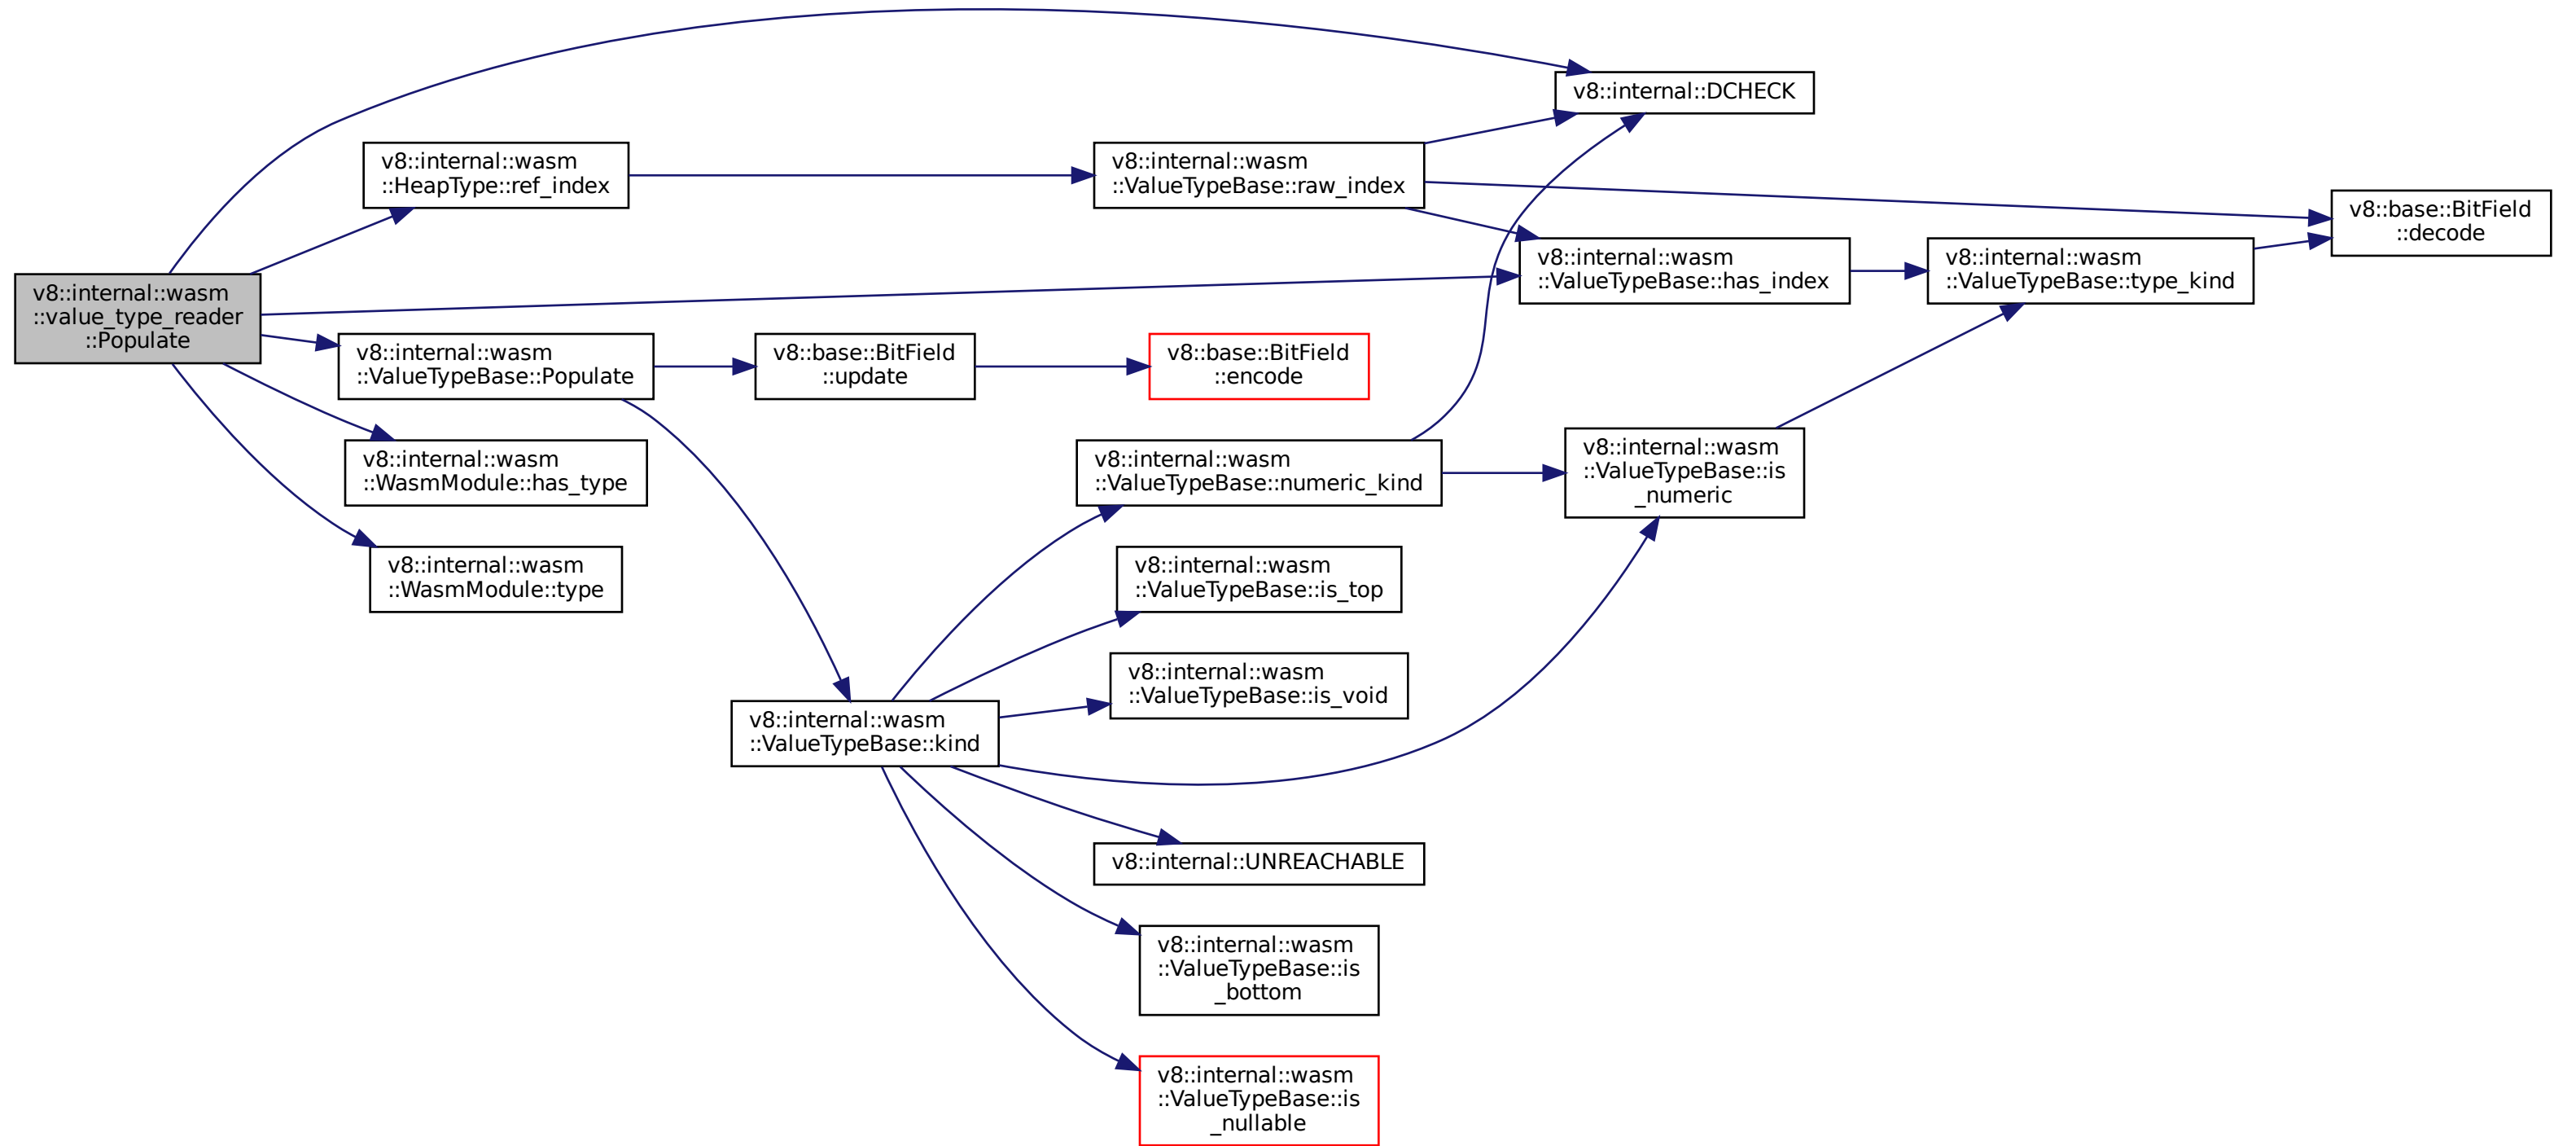 v8::internal::wasm
::value_type_reader
::Populate
v8::internal::DCHECK
v8::internal::wasm
::HeapType::ref_index
v8::internal::wasm
::ValueTypeBase::raw_index
v8::base::BitField
::decode
v8::internal::wasm
::ValueTypeBase::has_index
v8::internal::wasm
::ValueTypeBase::type_kind
v8::internal::wasm
::ValueTypeBase::Populate
v8::base::BitField
::update
v8::base::BitField
::encode
v8::internal::wasm
::WasmModule::has_type
v8::internal::wasm
::ValueTypeBase::numeric_kind
v8::internal::wasm
::ValueTypeBase::is
_numeric
v8::internal::wasm
::WasmModule::type
v8::internal::wasm
::ValueTypeBase::is_top
v8::internal::wasm
::ValueTypeBase::is_void
v8::internal::wasm
::ValueTypeBase::kind
v8::internal::UNREACHABLE
v8::internal::wasm
::ValueTypeBase::is
_bottom
v8::internal::wasm
::ValueTypeBase::is
_nullable